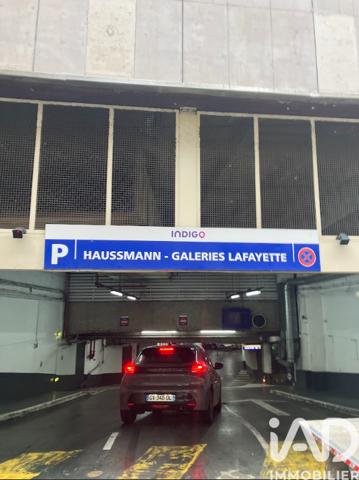 INDIGO
P HAUSSMANN - GALERIES LAFAYETTE
iAD
IMMOBILIER